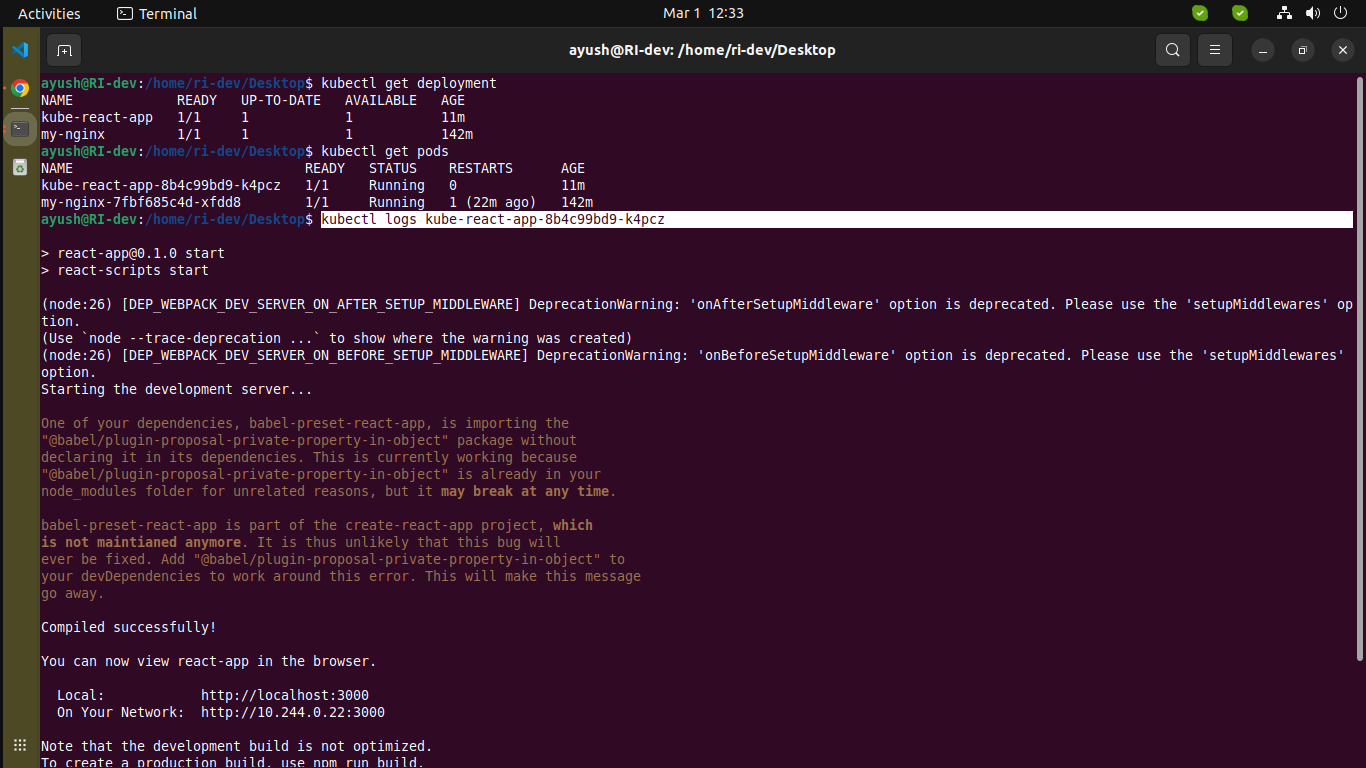 Activities Terminal Mar 1 12:33
ayush@RI-dev: /home/ri-dev/Desktop
ayush@RI-dev:/home/ri-dev/Desktop$ kubectl get deployment
NAME READY UP-TO-DATE AVAILABLE AGE
kube-react-app 1/1 1 1 11m
my-nginx 1/1 1 1 142m
ayush@RI-dev:/home/ri-dev/Desktop$ kubectl get pods
NAME READY STATUS RESTARTS AGE
kube-react-app-8b4c99bd9-k4pcz 1/1 Running 0 11m
my-nginx-7fbf685c4d-xfdd8 1/1 Running 1 (22m ago) 142m
ayush@RI-dev:/home/ri-dev/Desktop$ kubectl logs kube-react-app-8b4c99bd9-k4pcz
> react-app@0.1.0 start
> react-scripts start
(node:26) [DEP_WEBPACK_DEV_SERVER_ON_AFTER_SETUP_MIDDLEWARE] DeprecationWarning: 'onAfterSetupMiddleware' option is deprecated. Please use the 'setupMiddlewares' op
tion.
(Use `node --trace-deprecation ...` to show where the warning was created)
(node:26) [DEP_WEBPACK_DEV_SERVER_ON_BEFORE_SETUP_MIDDLEWARE] DeprecationWarning: 'onBeforeSetupMiddleware' option is deprecated. Please use the 'setupMiddlewares'
option.
Starting the development server...
One of your dependencies, babel-preset-react-app, is importing the
"@babel/plugin-proposal-private-property-in-object" package without
declaring it in its dependencies. This is currently working because
"@babel/plugin-proposal-private-property-in-object" is already in your
node_modules folder for unrelated reasons, but it may break at any time.
babel-preset-react-app is part of the create-react-app project, which
is not maintianed anymore. It is thus unlikely that this bug will
ever be fixed. Add "@babel/plugin-proposal-private-property-in-object" to
your devDependencies to work around this error. This will make this message
go away.
Compiled successfully!
You can now view react-app in the browser.
Local: http://localhost:3000
On Your Network: http://10.244.0.22:3000
Note that the development build is not optimized.
To create a production build, use npm run build.